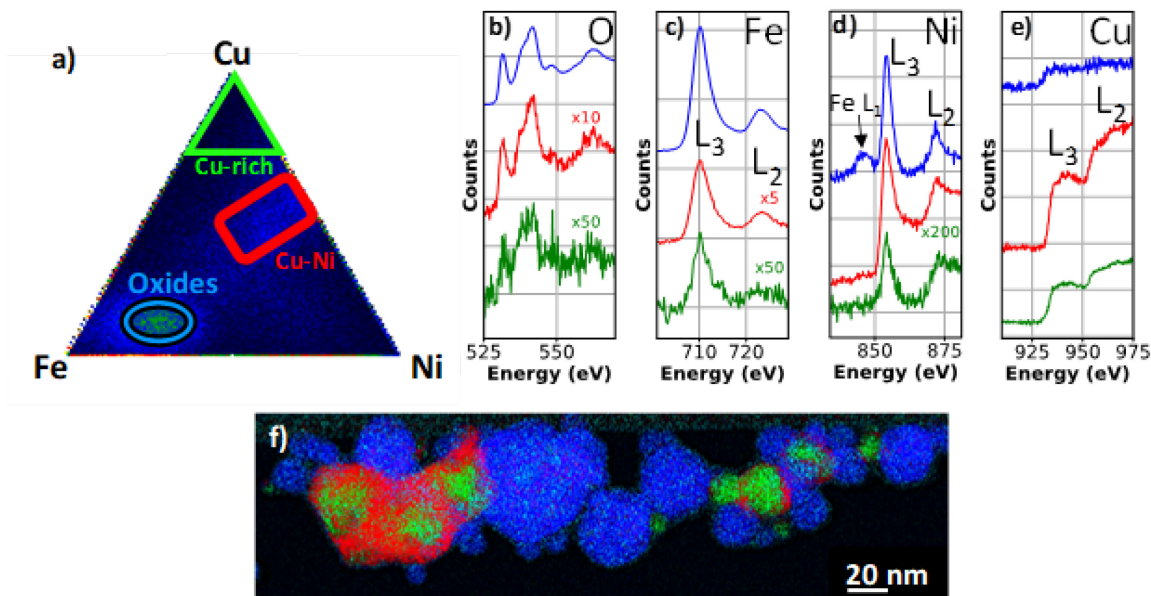 a)
Cu
Cu-rich
Cu-Ni
Oxides
Fe
Ni
b)
O
x10
x50
Counts
525
550
Energy (eV)
c)
Fe
L3
L2
x5
x50
Counts
710
720
Energy (eV)
d)
Ni
L3
Fe L1
L2
x200
Counts
850
875
Energy (eV)
e)
Cu
L2
L3
Counts
925
950
975
Energy (eV)
f)
20 nm